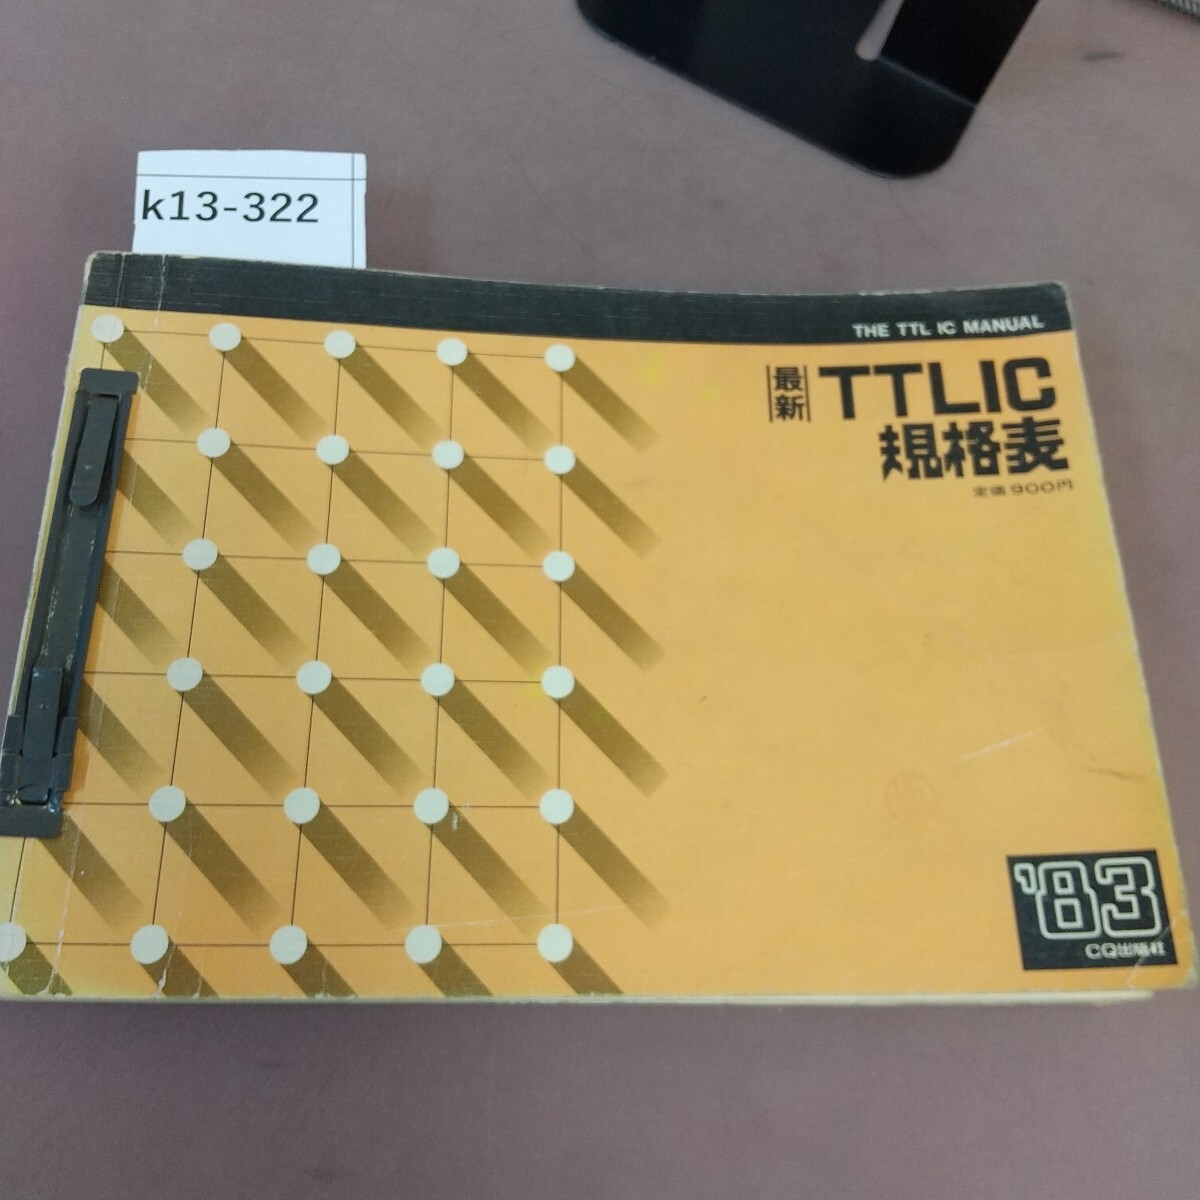 k13-322
THE TTL IC MANUAL
最新
TTLIC
規格表
定価900円
'83
CQ出版社